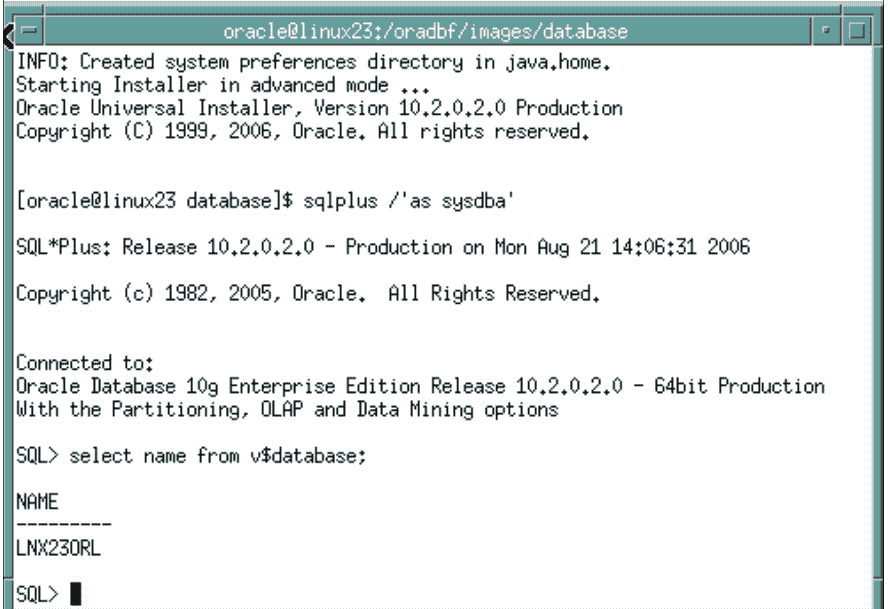 oracle@linux23:/oradbf/images/database
INFO: Created system preferences directory in java.home.
Starting Installer in advanced mode ...
Oracle Universal Installer, Version 10.2.0.2.0 Production
Copyright (C) 1999, 2006, Oracle. All rights reserved.
[oracle@linux23 database]$ sqlplus /'as sysdba'
SQL*Plus: Release 10.2.0.2.0 - Production on Mon Aug 21 14:06:31 2006
Copyright (c) 1982, 2005, Oracle.  All Rights Reserved.
Connected to:
Oracle Database 10g Enterprise Edition Release 10.2.0.2.0 - 64bit Production
With the Partitioning, OLAP and Data Mining options
SQL> select name from v$database;
NAME
---------
LNX23ORL
SQL>